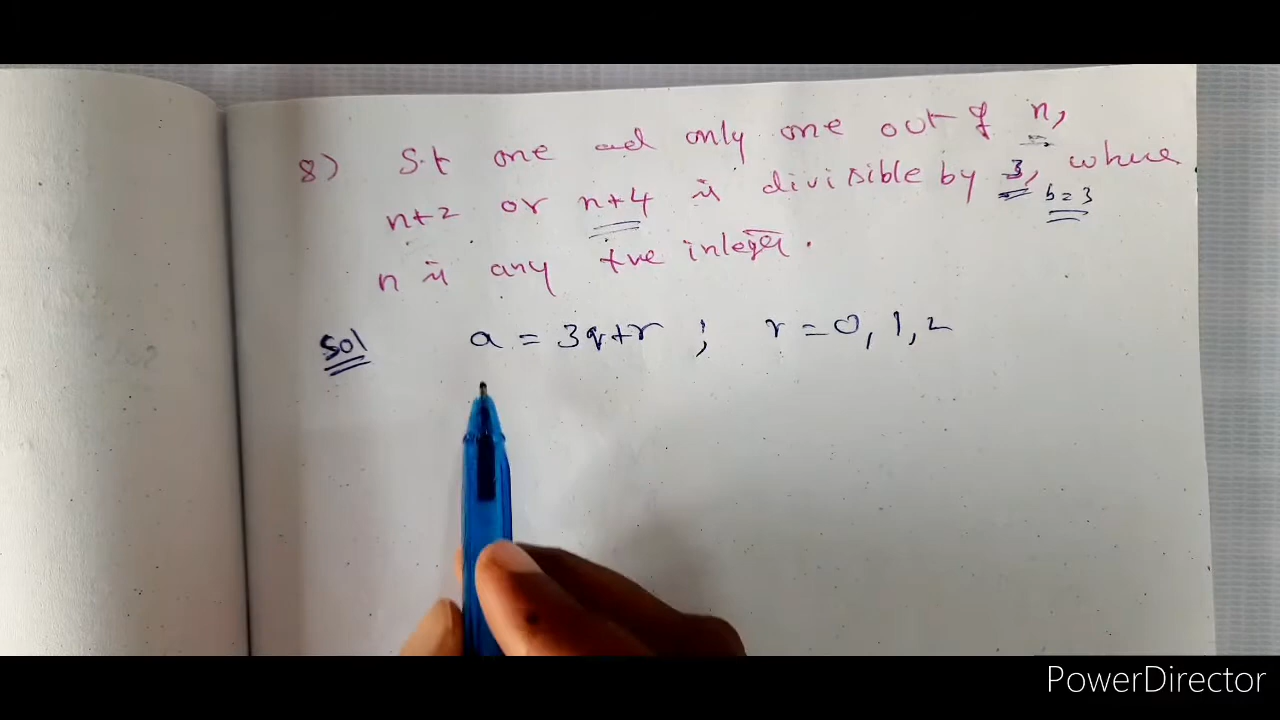 8) S.t one and only one out of n,
n+2 or n+4 is divisible by 3, where
b=3
n is any +ve integer.
Sol a = 3q+r ; r=0,1,2
PowerDirector